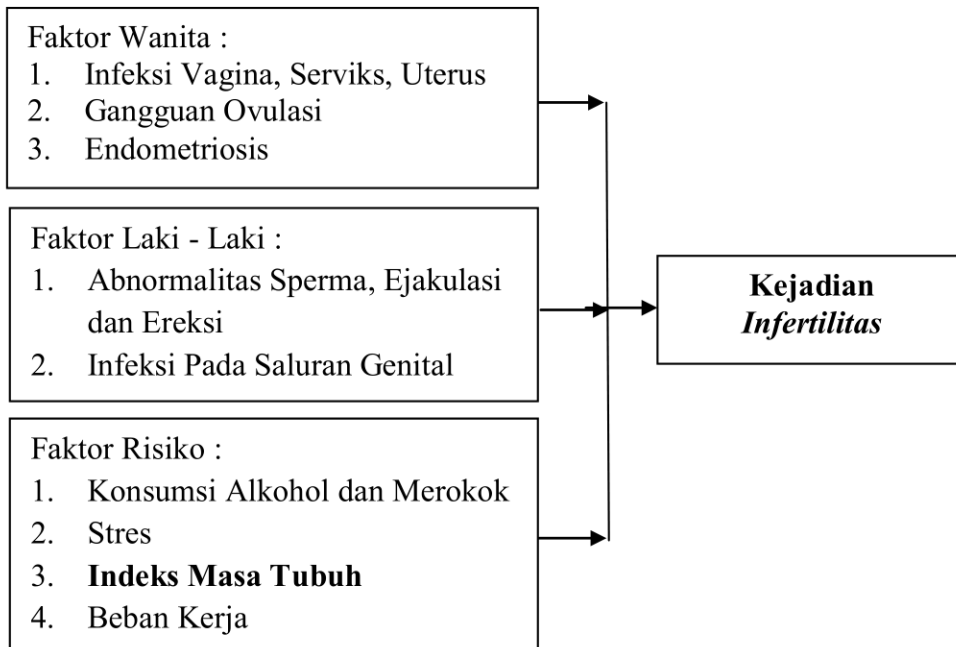 Faktor Wanita :
1. Infeksi Vagina, Serviks, Uterus
2. Gangguan Ovulasi
3. Endometriosis
Faktor Laki - Laki :
1. Abnormalitas Sperma, Ejakulasi
dan Ereksi
2. Infeksi Pada Saluran Genital
Faktor Risiko :
1. Konsumsi Alkohol dan Merokok
2. Stres
3. Indeks Masa Tubuh
4. Beban Kerja
Kejadian
Infertilitas